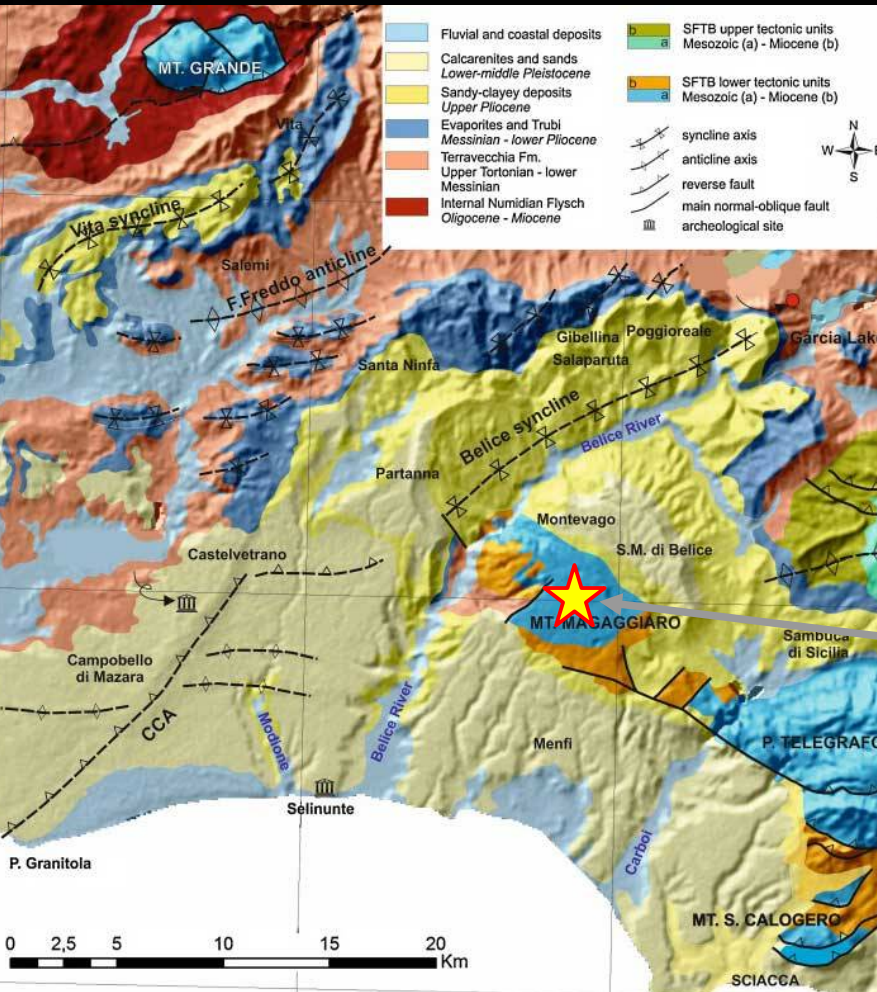 MT. GRANDE
Vita
Vita syncline
Salemi
F.Freddo anticline
Fluvial and coastal deposits
Calcarenites and sands
Lower-middle Pleistocene
Sandy-clayey deposits
Upper Pliocene
Evaporites and Trubi
Messinian - lower Pliocene
Terravecchia Fm.
Upper Tortonian - lower
Messinian
Internal Numidian Flysch
Oligocene - Miocene
b
a
SFTB upper tectonic units
Mesozoic (a) - Miocene (b)
b
a
SFTB lower tectonic units
Mesozoic (a) - Miocene (b)
syncline axis
anticline axis
reverse fault
main normal-oblique fault
archeological site
N
W
E
S
Santa Ninfa
Gibellina
Poggioreale
Salaparuta
Garcia Lake
Belice syncline
Belice River
Partanna
Montevago
S.M. di Belice
Castelvetrano
MT. MAGAGGIARO
Sambuca
di Sicilia
Campobello
di Mazara
CCA
Modione
Belice River
Menfi
P. TELEGRAFO
Selinunte
Carboi
P. Granitola
MT. S. CALOGERO
SCIACCA
0 2,5 5 10 15 20
Km